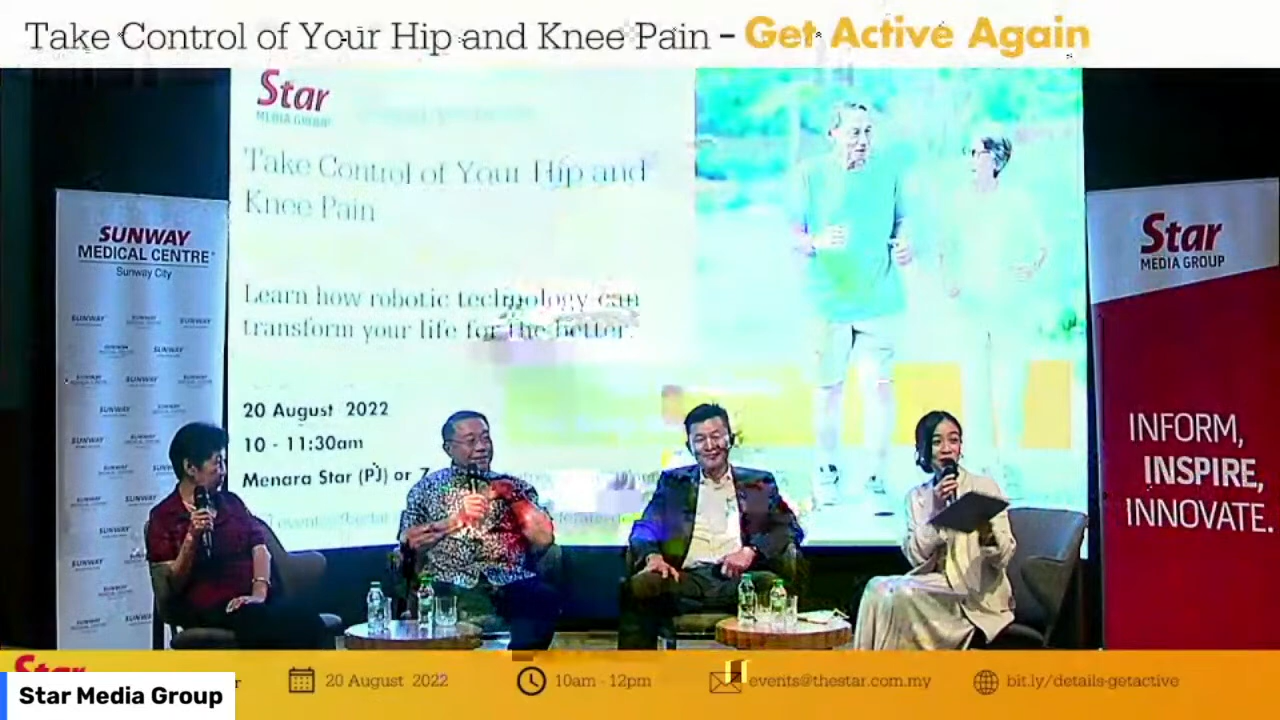 Take Control of Your Hip and Knee Pain - Get Active Again
Star
MEDIA GROUP
Take Control of Your Hip and
Knee Pain
Learn how robotic technology can
transform your life for the better.
20 August 2022
10 - 11:30am
Menara Star (PJ) or
SUNWAY
MEDICAL CENTRE
Sunway City
Star
MEDIA GROUP
INFORM,
INSPIRE,
INNOVATE.
Star
20 August 2022
10am - 12pm
events@thestar.com.my
bit.ly/details-getactive
Star Media Group